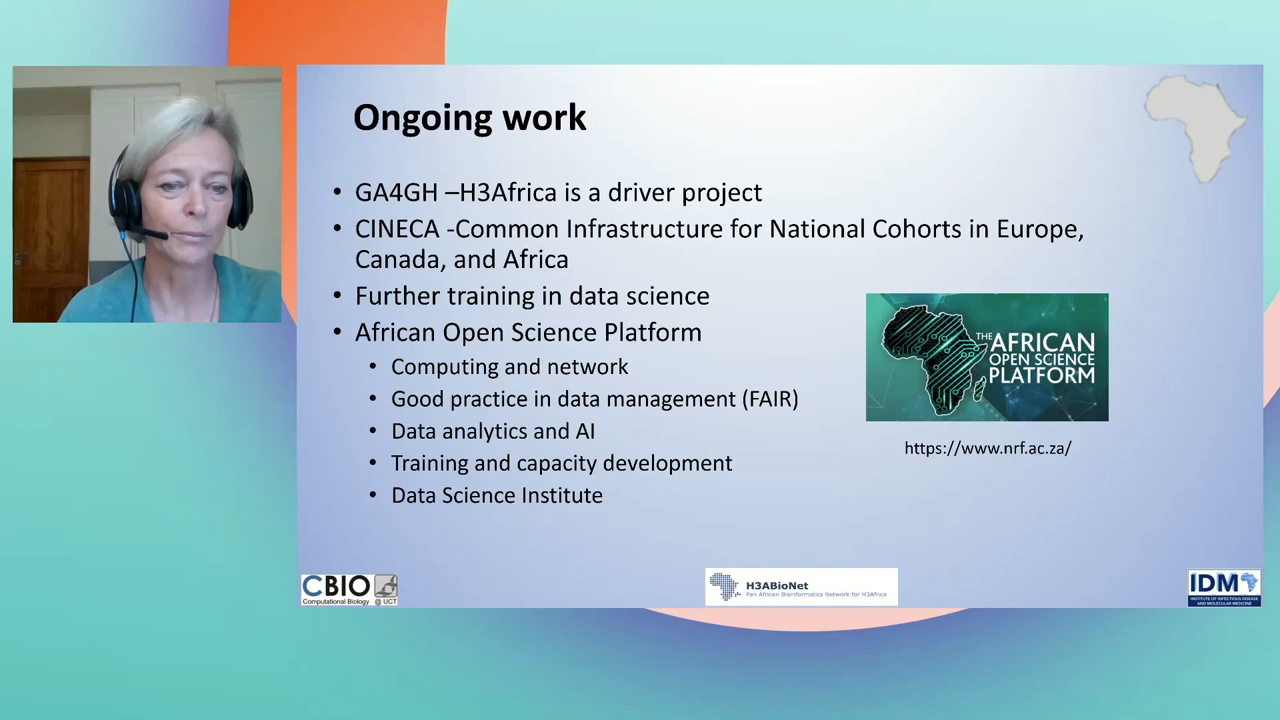 Ongoing work
• GA4GH –H3Africa is a driver project
• CINECA -Common Infrastructure for National Cohorts in Europe,
Canada, and Africa
• Further training in data science
• African Open Science Platform
• Computing and network
• Good practice in data management (FAIR)
• Data analytics and AI
• Training and capacity development
• Data Science Institute
THE AFRICAN
OPEN SCIENCE
PLATFORM
https://www.nrf.ac.za/
CBIO
Computational Biology @ UCT
H3ABioNet
Pan African Bioinformatics Network for H3Africa
IDM
INSTITUTE OF INFECTIOUS DISEASE
AND MOLECULAR MEDICINE